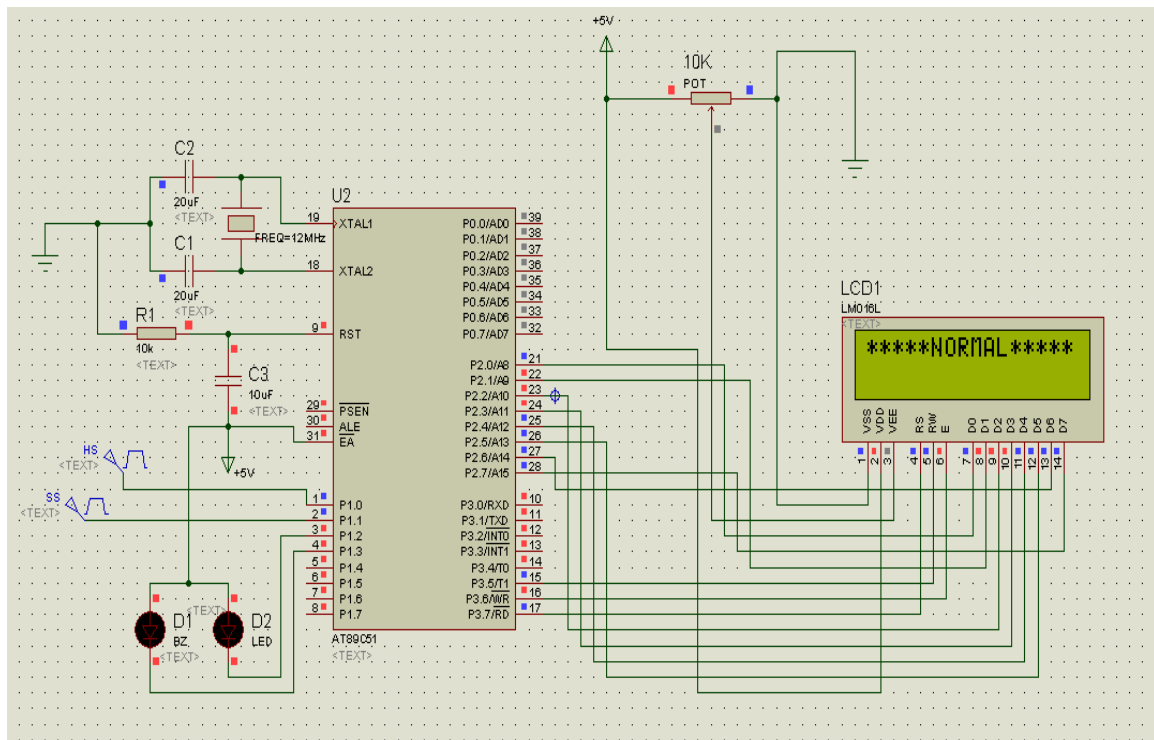 +5V
10K
POT
C2
20uF
<TEXT>
FREQ=12MHz
C1
20uF
<TEXT>
R1
10k
<TEXT>
C3
10uF
<TEXT>
+5V
HS
<TEXT>
SS
<TEXT>
D1
BZ
<TEXT>
D2
LED
<TEXT>
U2
19 XTAL1
18 XTAL2
9 RST
29 PSEN
30 ALE
31 EA
1 P1.0
2 P1.1
3 P1.2
4 P1.3
5 P1.4
6 P1.5
7 P1.6
8 P1.7
P0.0/AD0 39
P0.1/AD1 38
P0.2/AD2 37
P0.3/AD3 36
P0.4/AD4 35
P0.5/AD5 34
P0.6/AD6 33
P0.7/AD7 32
P2.0/A8 21
P2.1/A9 22
P2.2/A10 23
P2.3/A11 24
P2.4/A12 25
P2.5/A13 26
P2.6/A14 27
P2.7/A15 28
P3.0/RXD 10
P3.1/TXD 11
P3.2/INT0 12
P3.3/INT1 13
P3.4/T0 14
P3.5/T1 15
P3.6/WR 16
P3.7/RD 17
AT89C51
<TEXT>
LCD1
LM016L
<TEXT>
*****NORMAL*****
VSS VDD VEE RS RW E D0 D1 D2 D3 D4 D5 D6 D7
1 2 3 4 5 6 7 8 9 10 11 12 13 14